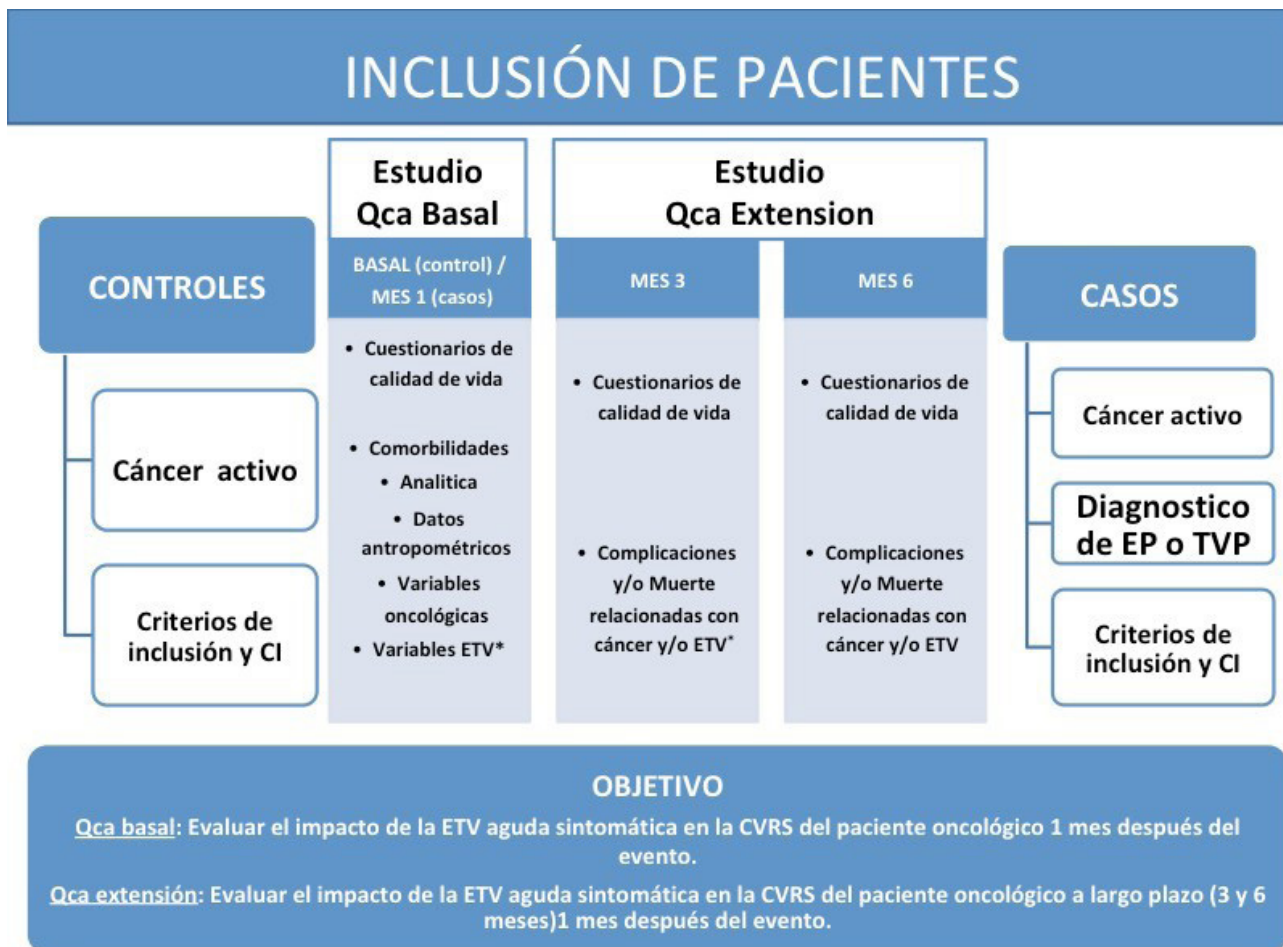 INCLUSIÓN DE PACIENTES
CONTROLES
Cáncer activo
Criterios de
inclusión y CI
Estudio
Qca Basal
BASAL (control) /
MES 1 (casos)
• Cuestionarios de
calidad de vida
• Comorbilidades
• Analitica
• Datos
antropométricos
• Variables
oncológicas
• Variables ETV*
Estudio
Qca Extension
MES 3
• Cuestionarios de
calidad de vida
• Complicaciones
y/o Muerte
relacionadas con
cáncer y/o ETV*
MES 6
• Cuestionarios de
calidad de vida
• Complicaciones
y/o Muerte
relacionadas con
cáncer y/o ETV
CASOS
Cáncer activo
Diagnostico
de EP o TVP
Criterios de
inclusión y CI
OBJETIVO
Qca basal: Evaluar el impacto de la ETV aguda sintomática en la CVRS del paciente oncológico 1 mes después del
evento.
Qca extensión: Evaluar el impacto de la ETV aguda sintomática en la CVRS del paciente oncológico a largo plazo (3 y 6
meses)1 mes después del evento.